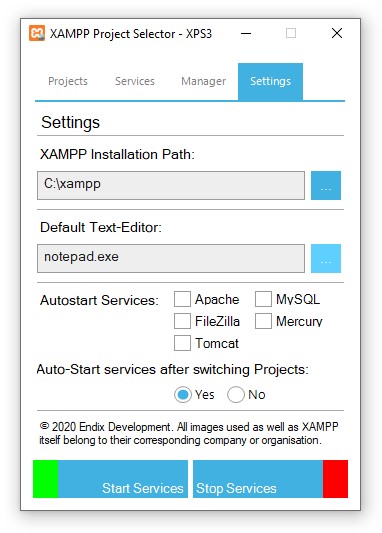 XAMPP Project Selector - XPS3
Projects Services Manager Settings
Settings
XAMPP Installation Path:
C:\xampp ...
Default Text-Editor:
notepad.exe ...
Autostart Services: Apache MySQL
FileZilla Mercury
Tomcat
Auto-Start services after switching Projects:
Yes No
© 2020 Endix Development. All images used as well as XAMPP
itself belong to their corresponding company or organisation.
Start Services Stop Services